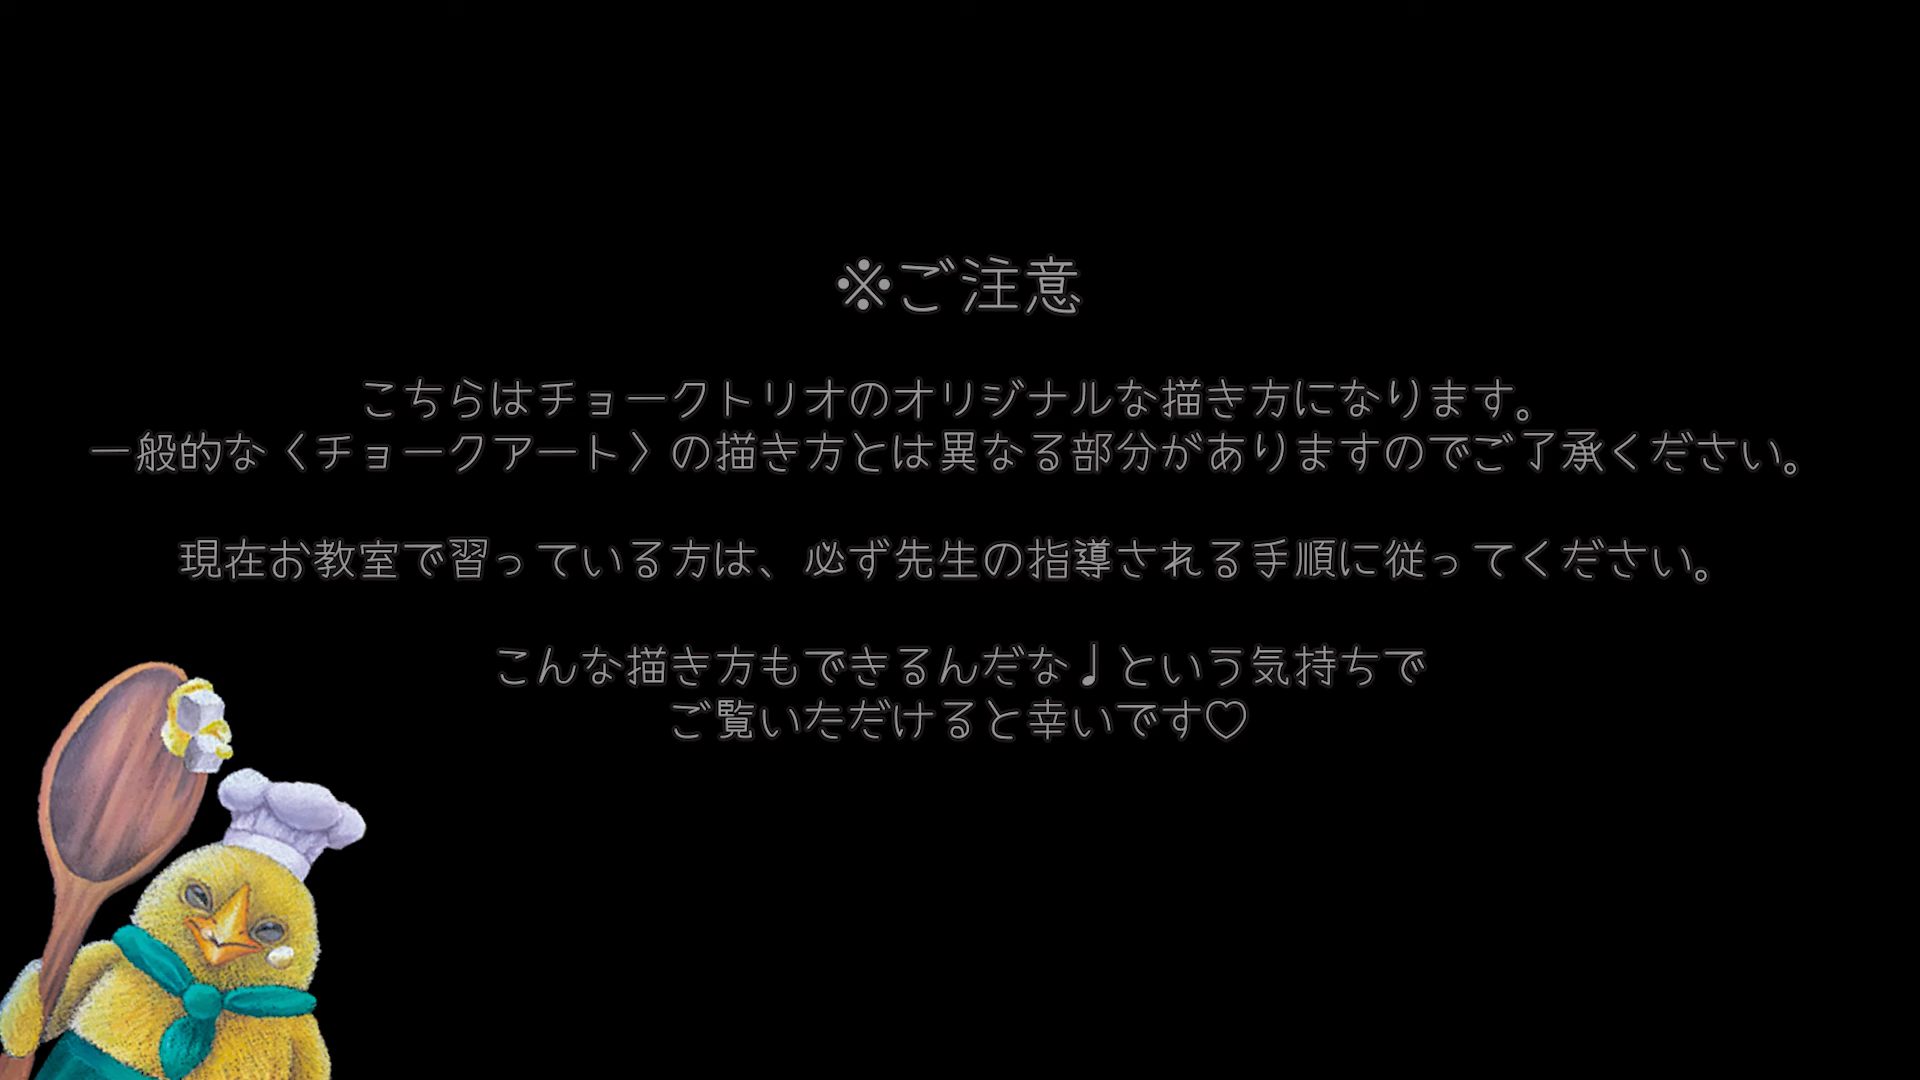 ※ご注意
こちらはチョークトリオのオリジナルな描き方になります。
一般的な〈チョークアート〉の描き方とは異なる部分がありますのでご了承ください。
現在お教室で習っている方は、必ず先生の指導される手順に従ってください。
こんな描き方もできるんだな♩という気持ちで
ご覧いただけると幸いです♡